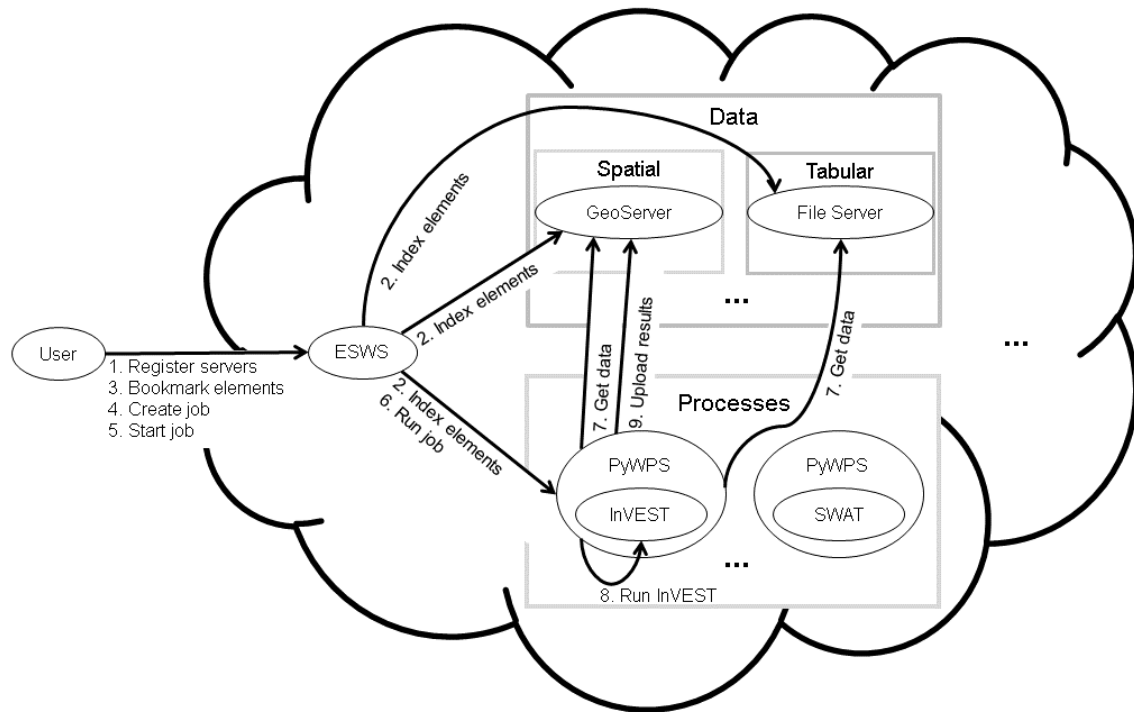 Data
Spatial
Tabular
GeoServer
File Server
...
2. Index elements
2. Index elements
User
ESWS
1. Register servers
3. Bookmark elements
4. Create job
5. Start job
2. Index elements
6. Run job
7. Get data
9. Upload results
7. Get data
...
Processes
PyWPS
InVEST
PyWPS
SWAT
...
8. Run InVEST